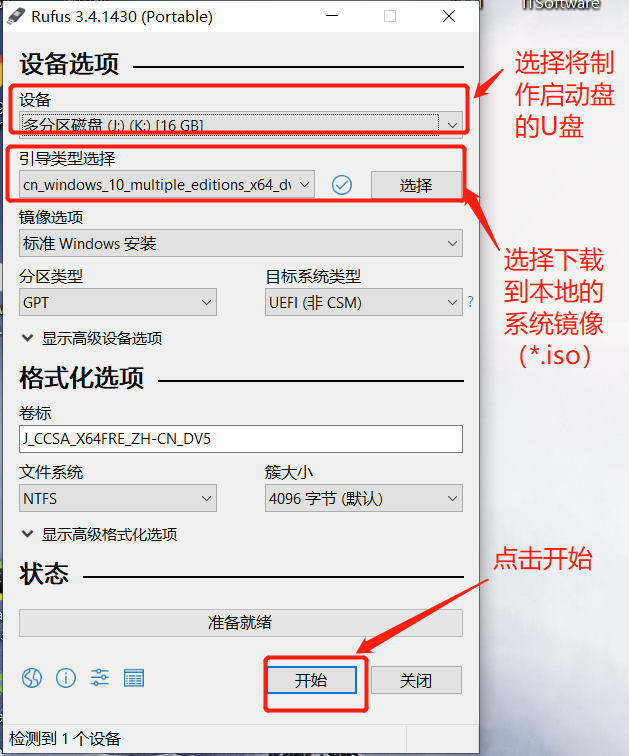 Rufus 3.4.1430 (Portable)
ITSoftware
设备选项
设备
多分区磁盘 (J:) (K:) [16 GB]
选择将制
作启动盘
的U盘
引导类型选择
cn_windows_10_multiple_editions_x64_dv
选择
镜像选项
标准 Windows 安装
选择下载
到本地的
系统镜像
（*.iso）
分区类型
目标系统类型
GPT
UEFI (非 CSM)
?
显示高级设备选项
格式化选项
卷标
J_CCSA_X64FRE_ZH-CN_DV5
文件系统
簇大小
NTFS
4096 字节 (默认)
显示高级格式化选项
点击开始
状态
准备就绪
开始
关闭
检测到 1 个设备